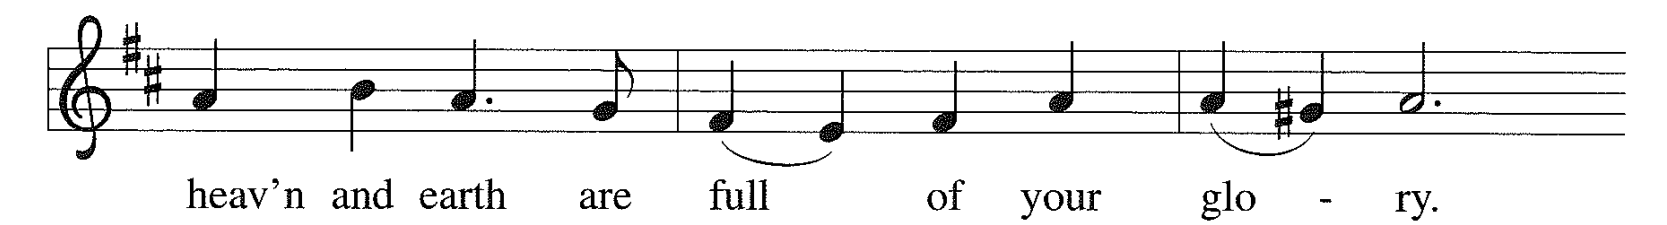 heav’n and earth are full of your glo - ry.